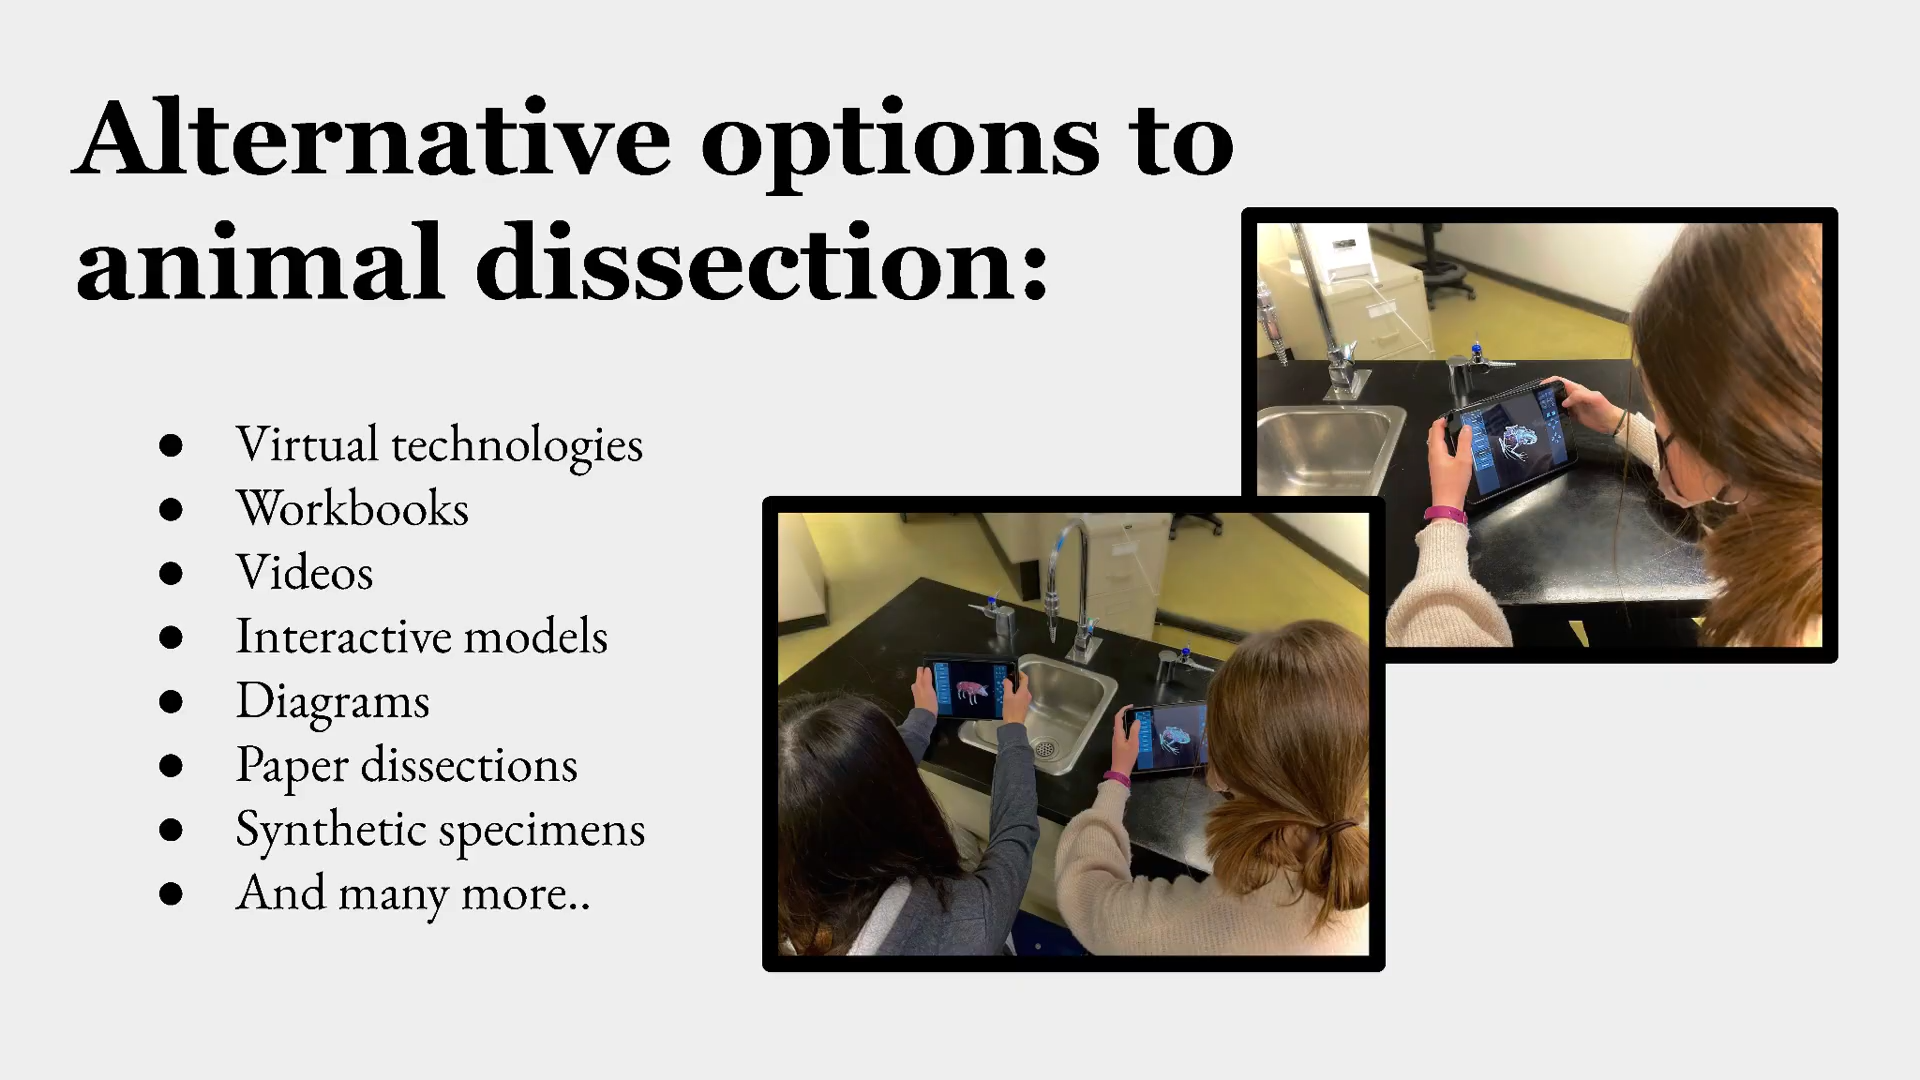 Alternative options to
animal dissection:
● Virtual technologies
● Workbooks
● Videos
● Interactive models
● Diagrams
● Paper dissections
● Synthetic specimens
● And many more..